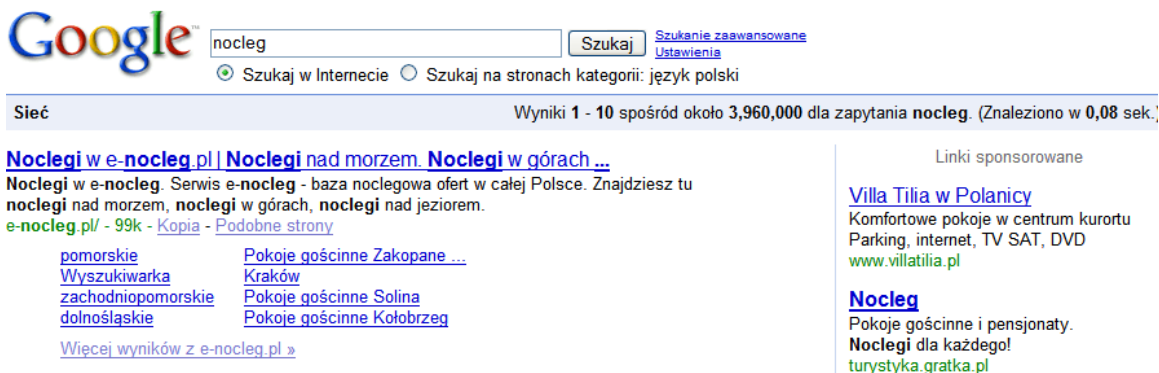 Google™
nocleg
Szukaj
Szukanie zaawansowane
Ustawienia
Szukaj w Internecie Szukaj na stronach kategorii: język polski
Sieć
Wyniki 1 - 10 spośród około 3,960,000 dla zapytania nocleg. (Znaleziono w 0,08 sek.)
Noclegi w e-nocleg.pl | Noclegi nad morzem. Noclegi w górach ...
Noclegi w e-nocleg. Serwis e-nocleg - baza noclegowa ofert w całej Polsce. Znajdziesz tu
noclegi nad morzem, noclegi w górach, noclegi nad jeziorem.
e-nocleg.pl/ - 99k - Kopia - Podobne strony
pomorskie
Wyszukiwarka
zachodniopomorskie
dolnośląskie
Pokoje gościnne Zakopane ...
Kraków
Pokoje gościnne Solina
Pokoje gościnne Kołobrzeg
Więcej wyników z e-nocleg.pl »
Linki sponsorowane
Villa Tilia w Polanicy
Komfortowe pokoje w centrum kurortu
Parking, internet, TV SAT, DVD
www.villatilia.pl
Nocleg
Pokoje gościnne i pensjonaty.
Noclegi dla każdego!
turystyka.gratka.pl